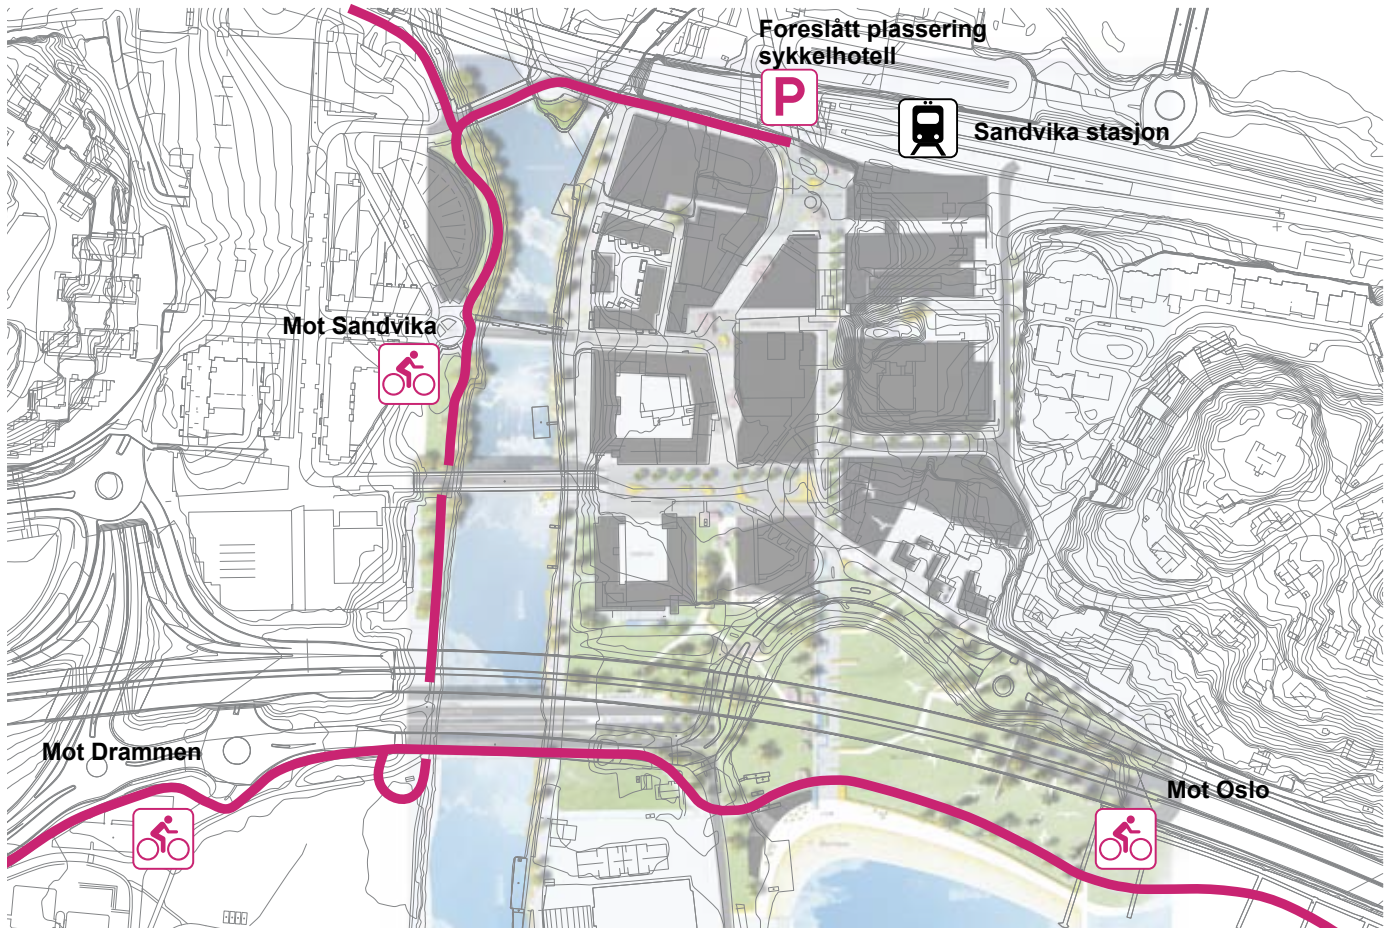 Foreslått plassering
sykkelhotell
P
Sandvika stasjon
Mot Sandvika
Mot Drammen
Mot Oslo